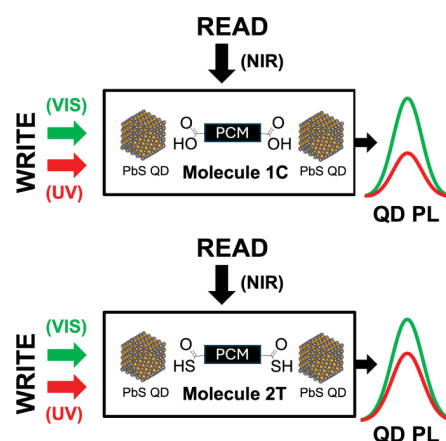 READ
(NIR)
WRITE
(VIS)
(UV)
PbS QD
O
HO
PCM
O
OH
PbS QD
Molecule 1C
QD PL
READ
(NIR)
WRITE
(VIS)
(UV)
PbS QD
O
HS
PCM
O
SH
PbS QD
Molecule 2T
QD PL